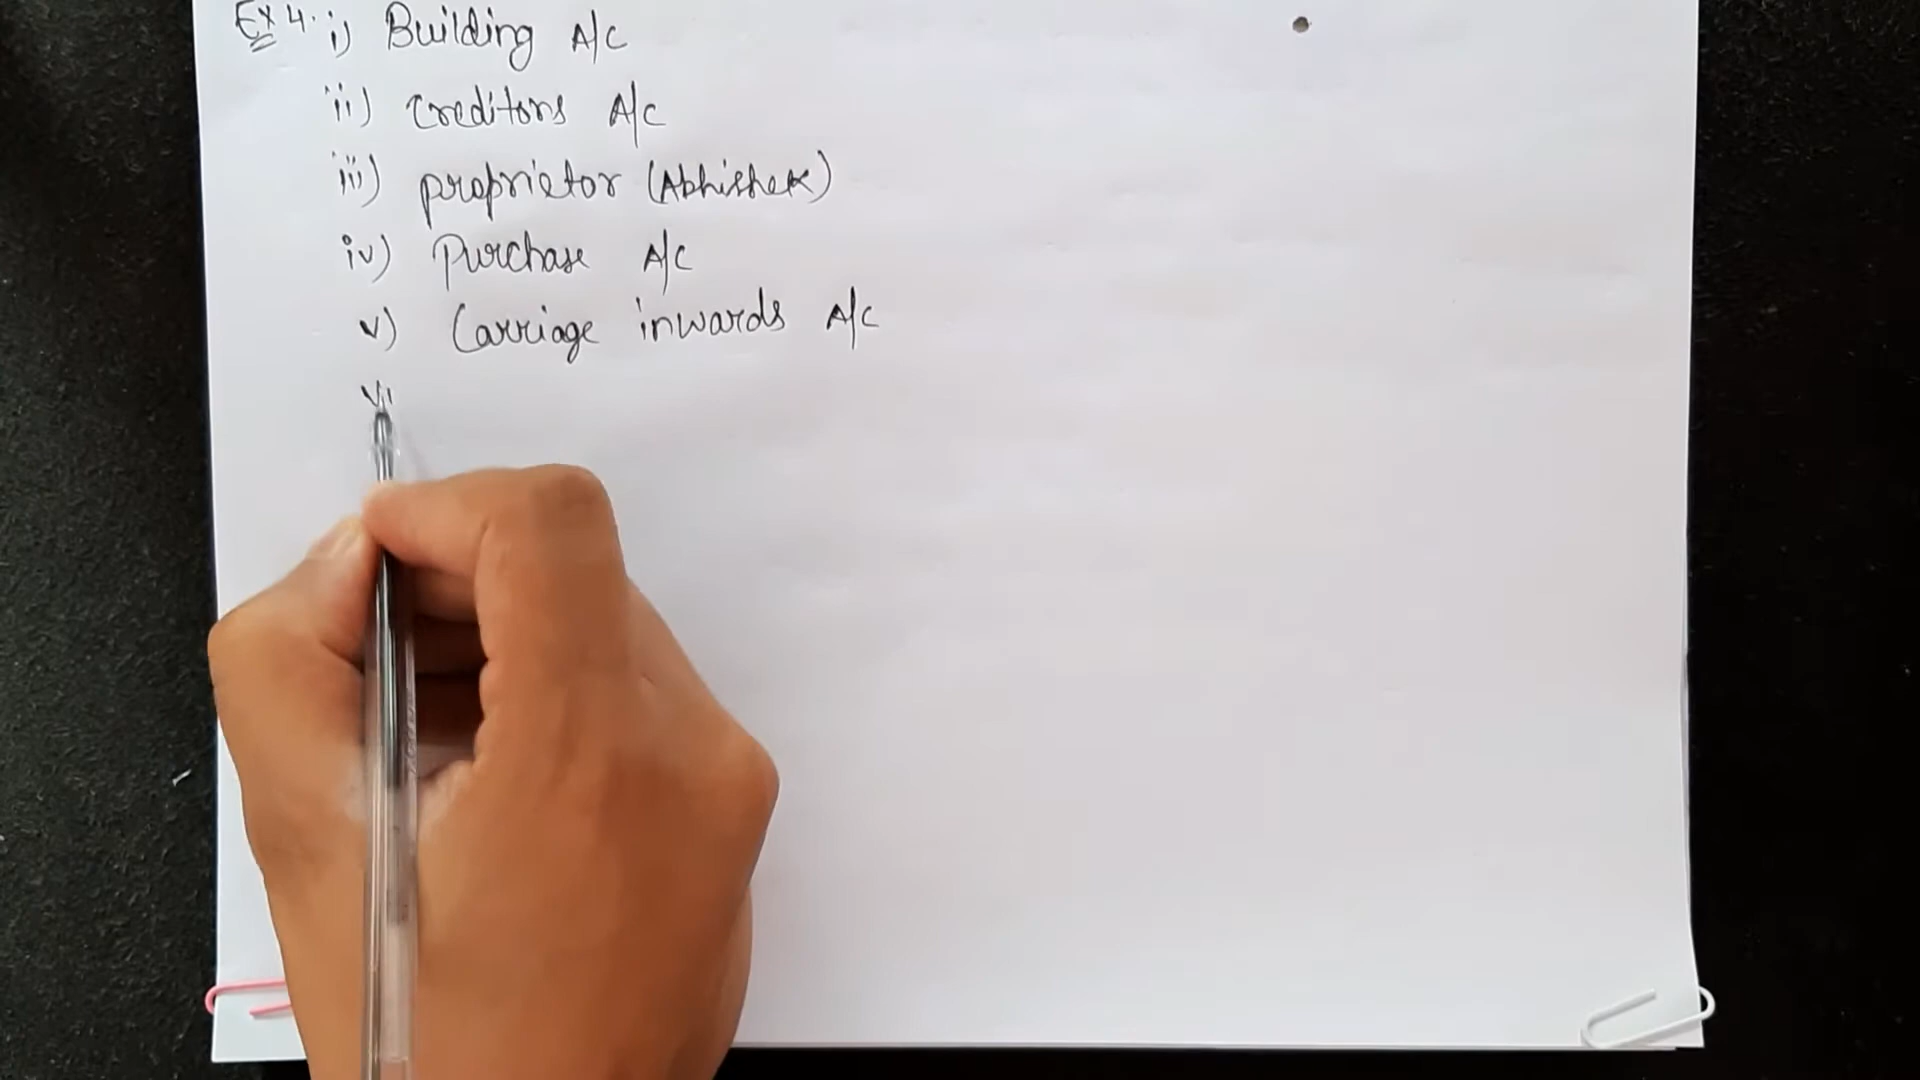 Ex 4. i) Building A/c
ii) Creditors A/c
iii) proprietor (Abhishek)
iv) Purchase A/c
v) Carriage inwards A/c
vi